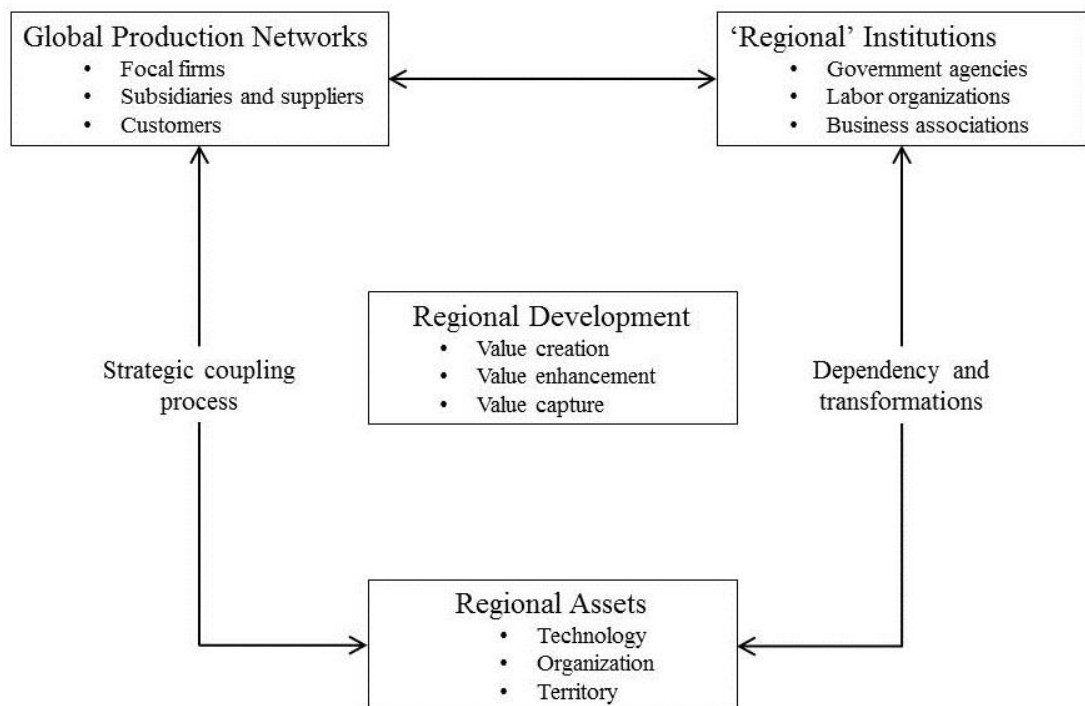 Global Production Networks
• Focal firms
• Subsidiaries and suppliers
• Customers
‘Regional’ Institutions
• Government agencies
• Labor organizations
• Business associations
Regional Development
• Value creation
• Value enhancement
• Value capture
Strategic coupling
process
Dependency and
transformations
Regional Assets
• Technology
• Organization
• Territory